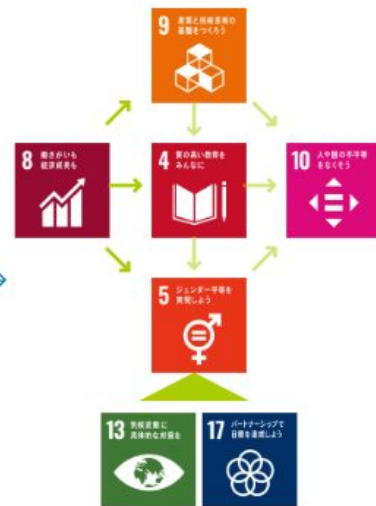 9 産業と技術革新の
基盤をつくろう
8 働きがいも
経済成長も
4 質の高い教育を
みんなに
10 人や国の不平等
をなくそう
5 ジェンダー平等を
実現しよう
13 気候変動に
具体的な対策を
17 パートナーシップで
目標を達成しよう